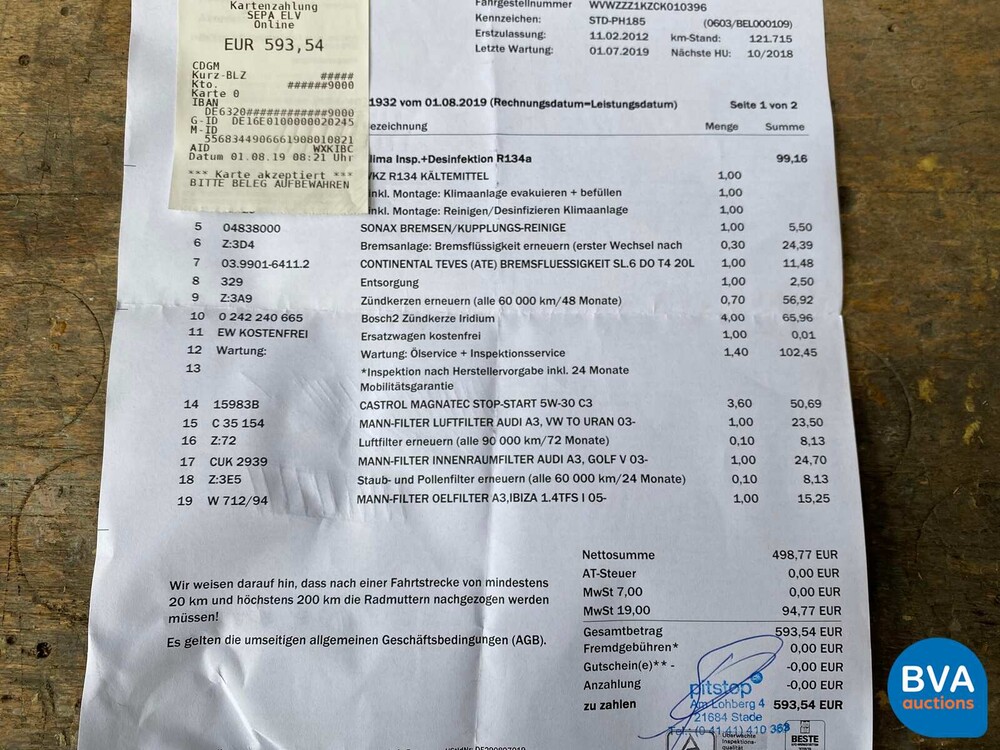 Kartenzahlung
SEPA ELV
Online
EUR 593,54
CDGM
Kurz-BLZ #####
Kto. ######9000
Karte 0
IBAN
DE6320############9000
G-ID DE16E0100000020245
M-ID
5568344906661908010821
AID WXKIBC
Datum 01.08.19 08:21 Uhr
*** Karte akzeptiert ***
BITTE BELEG AUFBEWAHREN
Fahrgestellnummer WVWZZZ1KZCK010396
Kennzeichen: STD-PH185 (0603/BEL000109)
Erstzulassung: 11.02.2012 km-Stand: 121.715
Letzte Wartung: 01.07.2019 Nächste HU: 10/2018
1932 vom 01.08.2019 (Rechnungsdatum=Leistungsdatum) Seite 1 von 2
ezeichnung Menge Summe
lima Insp.+Desinfektion R134a 99,16
KZ R134 KÄLTEMITTEL 1,00
nkl. Montage: Klimaanlage evakuieren + befüllen 1,00
nkl. Montage: Reinigen/Desinfizieren Klimaanlage 1,00
5 04838000 SONAX BREMSEN/KUPPLUNGS-REINIGE 1,00 5,50
6 Z:3D4 Bremsanlage: Bremsflüssigkeit erneuern (erster Wechsel nach 0,30 24,39
7 03.9901-6411.2 CONTINENTAL TEVES (ATE) BREMSFLUESSIGKEIT SL.6 DO T4 20L 1,00 11,48
8 329 Entsorgung 1,00 2,50
9 Z:3A9 Zündkerzen erneuern (alle 60 000 km/48 Monate) 0,70 56,92
10 0 242 240 665 Bosch2 Zündkerze Iridium 4,00 65,96
11 EW KOSTENFREI Ersatzwagen kostenfrei 1,00 0,01
12 Wartung: Wartung: Ölservice + Inspektionsservice 1,40 102,45
13 *Inspektion nach Herstellervorgabe inkl. 24 Monate
Mobilitätsgarantie
14 15983B CASTROL MAGNATEC STOP-START 5W-30 C3 3,60 50,69
15 C 35 154 MANN-FILTER LUFTFILTER AUDI A3, VW TO URAN 03- 1,00 23,50
16 Z:72 Luftfilter erneuern (alle 90 000 km/72 Monate) 0,10 8,13
17 CUK 2939 MANN-FILTER INNENRAUMFILTER AUDI A3, GOLF V 03- 1,00 24,70
18 Z:3E5 Staub- und Pollenfilter erneuern (alle 60 000 km/24 Monate) 0,10 8,13
19 W 712/94 MANN-FILTER OELFILTER A3,IBIZA 1.4TFS I 05- 1,00 15,25
Nettosumme 498,77 EUR
AT-Steuer 0,00 EUR
MwSt 7,00 0,00 EUR
MwSt 19,00 94,77 EUR
Gesamtbetrag 593,54 EUR
Fremdgebühren* 0,00 EUR
Gutschein(e)** - -0,00 EUR
Anzahlung -0,00 EUR
zu zahlen 593,54 EUR
Wir weisen darauf hin, dass nach einer Fahrtstrecke von mindestens
20 km und höchstens 200 km die Radmuttern nachgezogen werden
müssen!
Es gelten die umseitigen allgemeinen Geschäftsbedingungen (AGB).
pitstop
Am Lohberg 4
21684 Stade
Tel.: (0 41 41) 410 368
BESTE
BVA
auctions